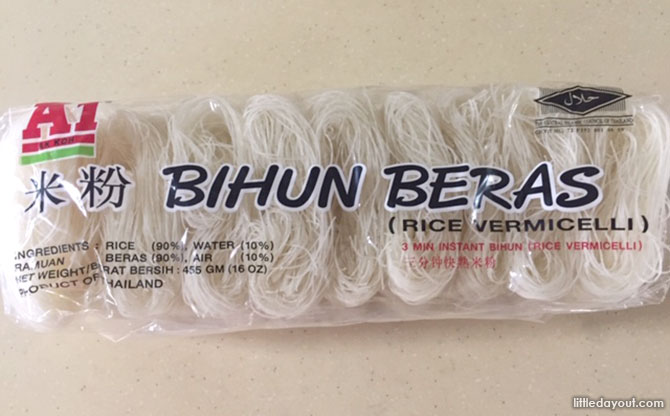 A1
EK KOH
حلال
米粉 BIHUN BERAS
(RICE VERMICELLI)
3 MIN INSTANT BIHUN (RICE VERMICELLI)
三分钟快熟米粉
INGREDIENTS : RICE (90%), WATER (10%)
RAMUAN BERAS (90%), AIR (10%)
NET WEIGHT/BERAT BERSIH : 455 GM (16 OZ)
PRODUCT OF THAILAND
littledayout.com